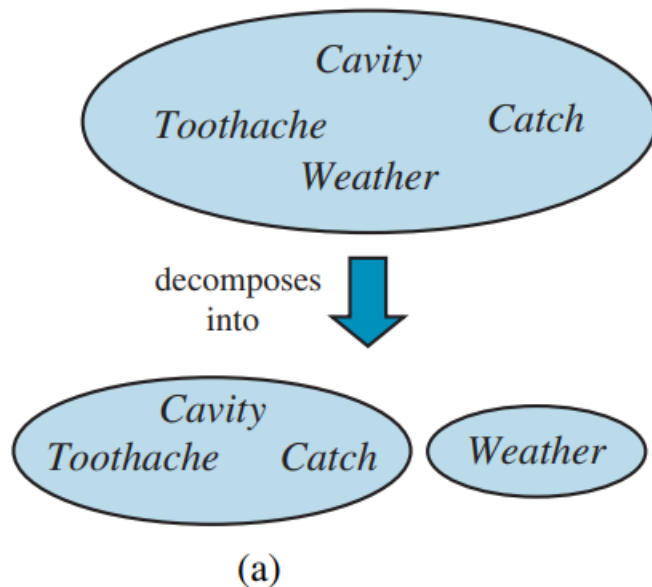 Cavity
Toothache Catch
Weather
decomposes
into
Cavity
Toothache Catch
Weather
(a)